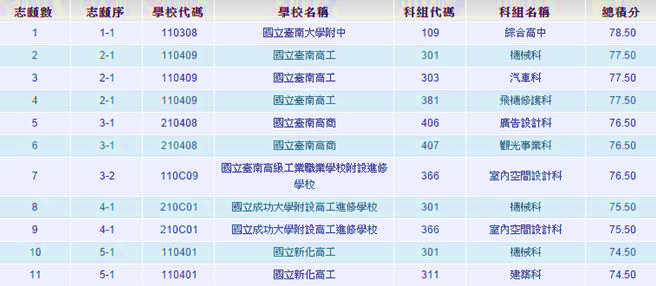 志願數 志願序 學校代碼 學校名稱 科組代碼 科組名稱 總積分
1 1-1 110308 國立臺南大學附中 109 綜合高中 78.50
2 2-1 110409 國立臺南高工 301 機械科 77.50
3 2-1 110409 國立臺南高工 303 汽車科 77.50
4 2-1 110409 國立臺南高工 381 飛機修護科 77.50
5 3-1 210408 國立臺南高商 406 廣告設計科 76.50
6 3-1 210408 國立臺南高商 407 觀光事業科 76.50
7 3-2 110C09 國立臺南高級工業職業學校附設進修 366 室內空間設計科 76.50
學校
8 4-1 210C01 國立成功大學附設高工進修學校 301 機械科 75.50
9 4-1 210C01 國立成功大學附設高工進修學校 366 室內空間設計科 75.50
10 5-1 110401 國立新化高工 301 機械科 74.50
11 5-1 110401 國立新化高工 311 建築科 74.50